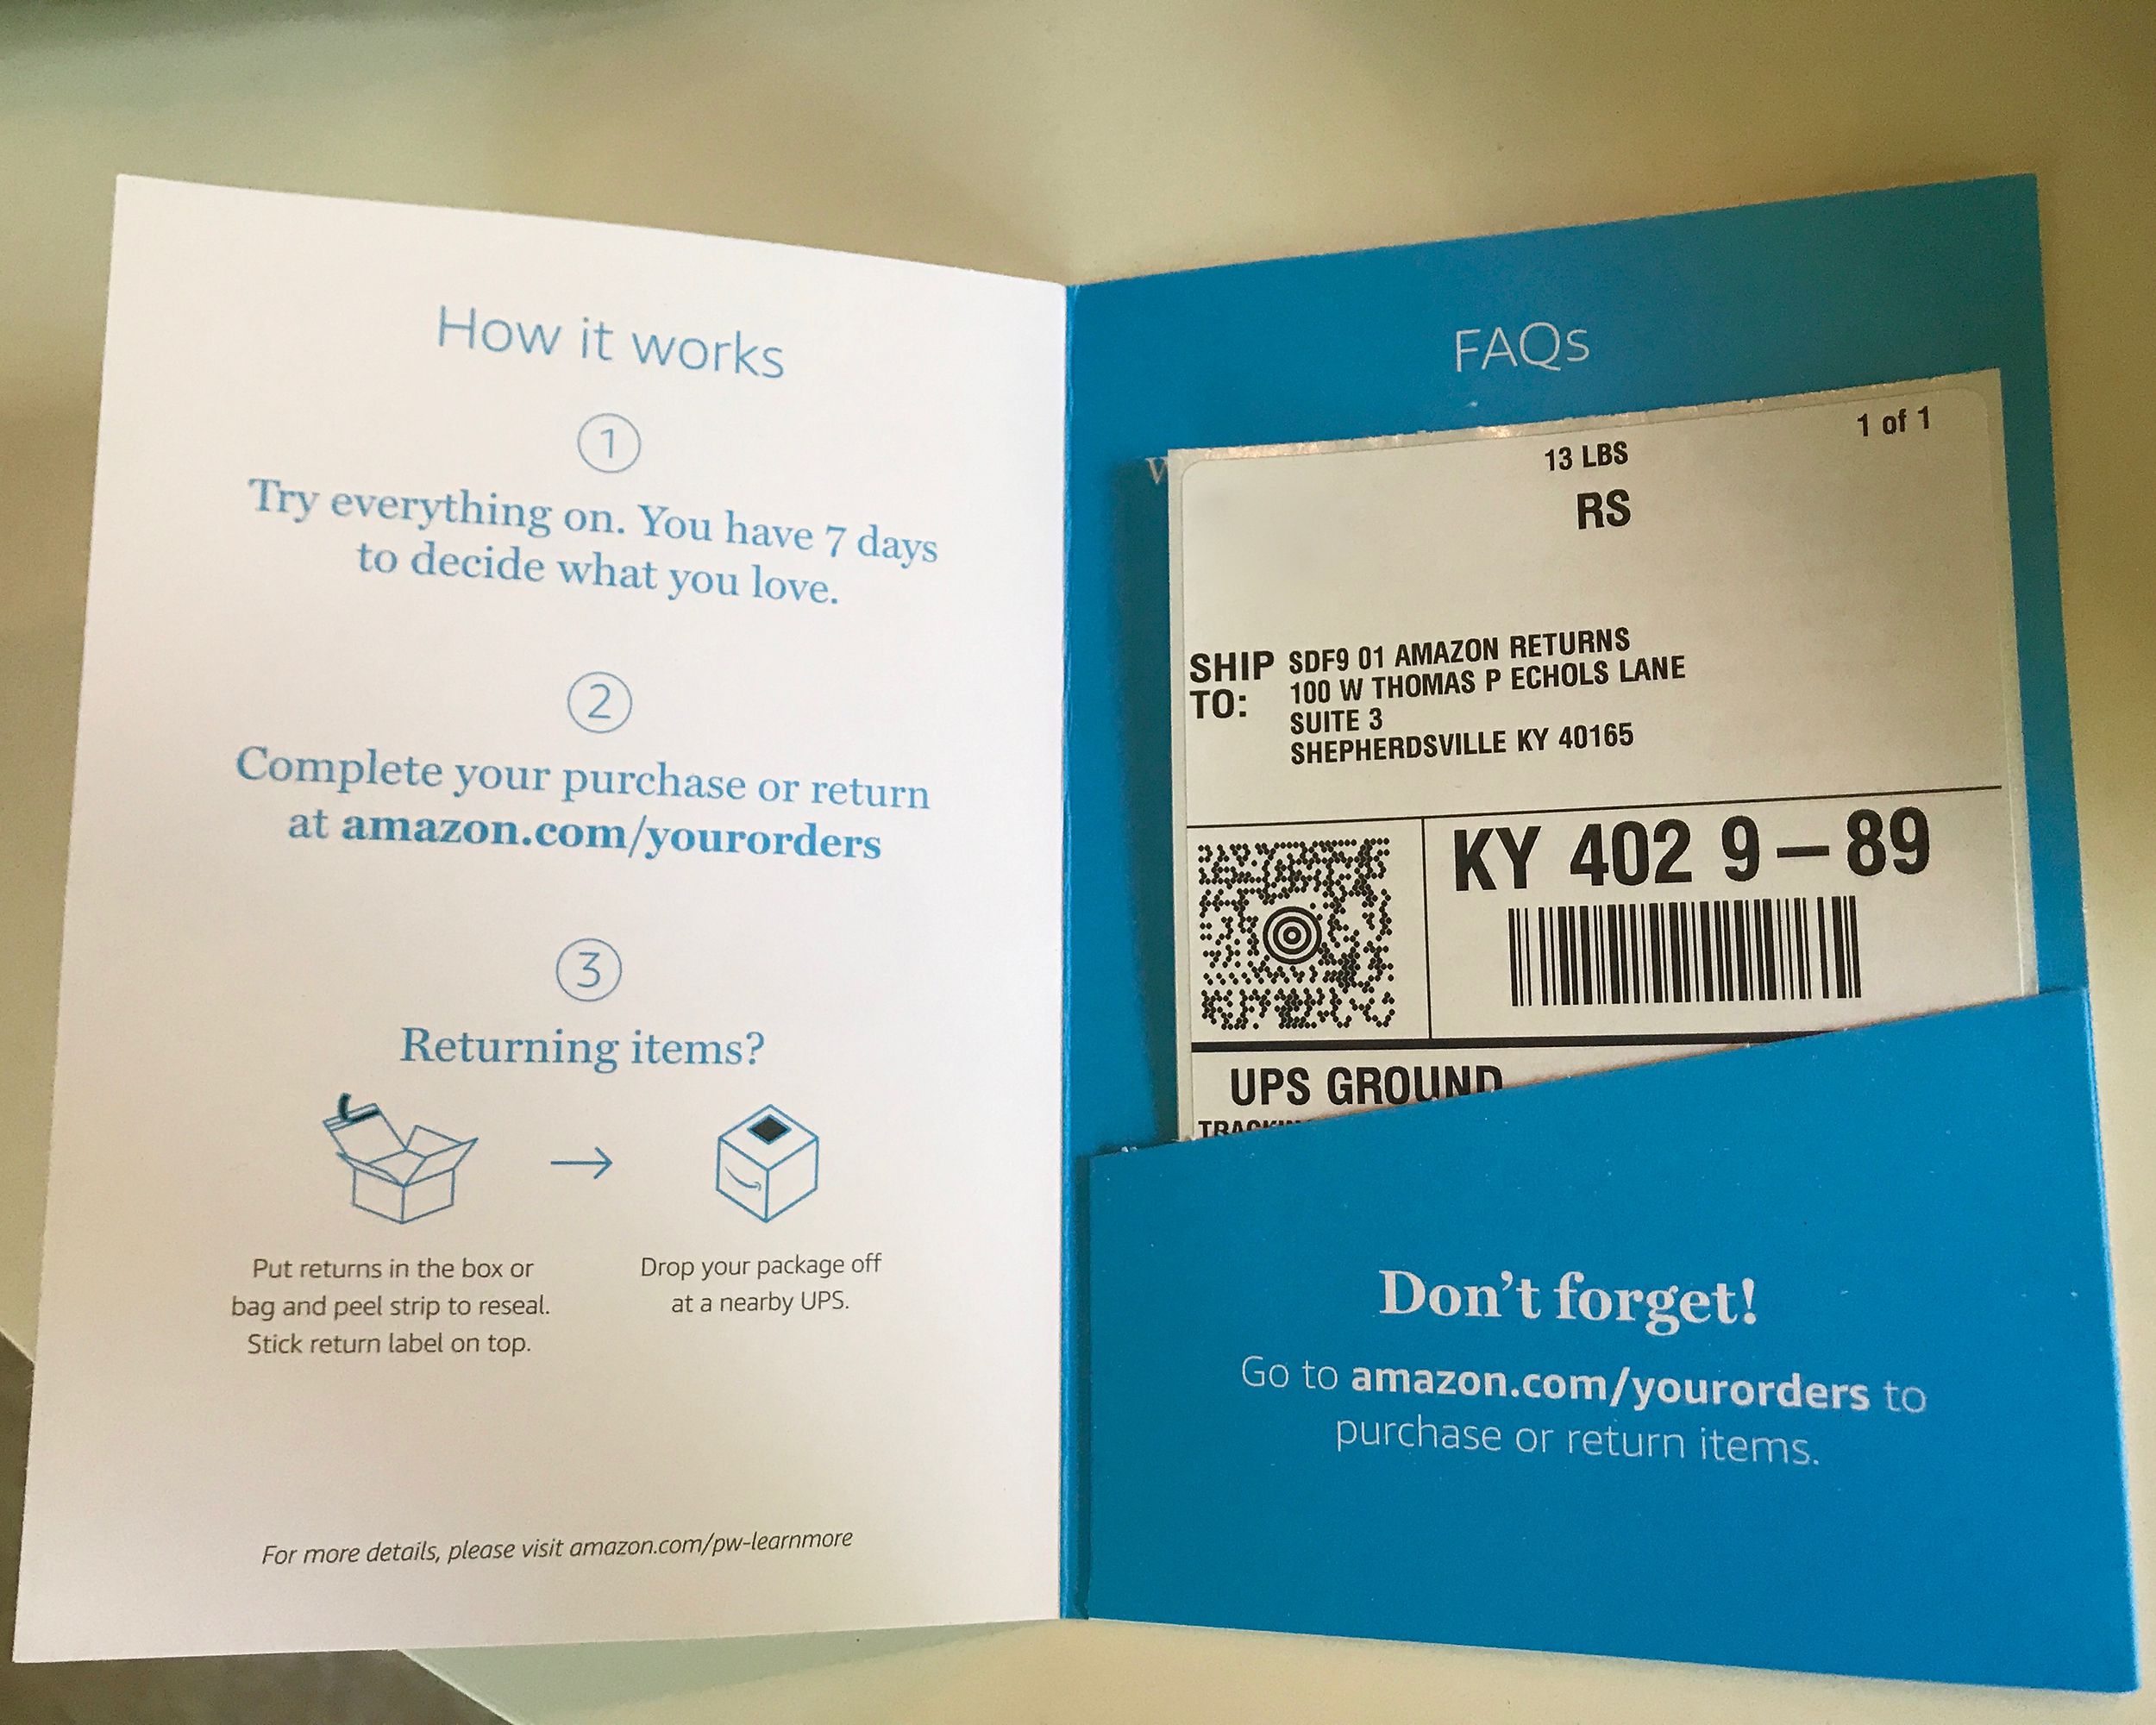 How it works
1
Try everything on. You have 7 days
to decide what you love.
2
Complete your purchase or return
at amazon.com/yourorders
3
Returning items?
Put returns in the box or
bag and peel strip to reseal.
Stick return label on top.
Drop your package off
at a nearby UPS.
For more details, please visit amazon.com/pw-learnmore
FAQs
1 of 1
13 LBS
RS
SHIP TO:
SDF9 01 AMAZON RETURNS
100 W THOMAS P ECHOLS LANE
SUITE 3
SHEPHERDSVILLE KY 40165
KY 402 9-89
UPS GROUND
Don't forget!
Go to amazon.com/yourorders to
purchase or return items.